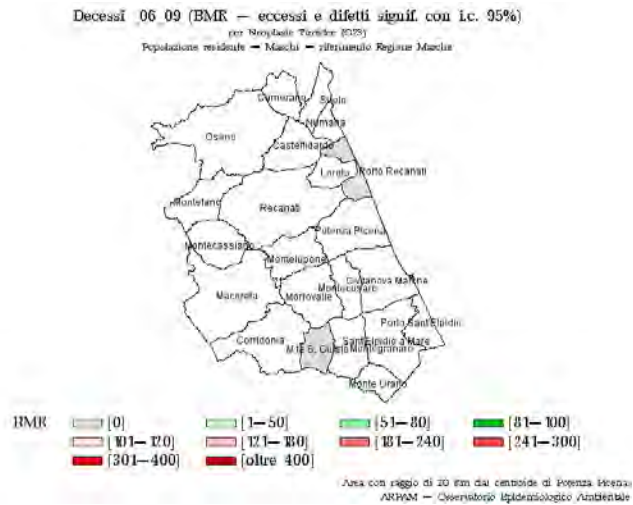 Decessi 06_09 (BMR — eccessi e difetti signif. con i.c. 95%)
per Neoplasie Tiroidee
Popolazione residente — Maschi — riferimento Regione Marche
Camerano
Sirolo
Numana
Osimo
Castelfidardo
Loreto
Porto Recanati
Montefano
Recanati
Potenza Picena
Montecassiano
Montelupone
Civitanova Marche
Montecosaro
Macerata
Morrovalle
Porto Sant'Elpidio
Corridonia
Sant'Elpidio a Mare
M.te S. Giusto
Montegranaro
Monte Urano
BMR [0] [1—50] [51—80] [81—100]
[101—120] [121—180] [181—240] [241—300]
[301—400] [oltre 400]
Area con raggio di 20 km dal centroide di Potenza Picena
ARPAM — Osservatorio Epidemiologico Ambientale